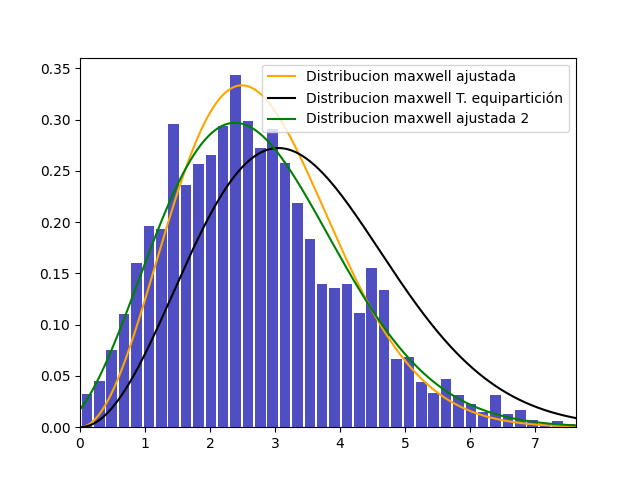 0.35
0.30
0.25
0.20
0.15
0.10
0.05
0.00
0 1 2 3 4 5 6 7
Distribucion maxwell ajustada
Distribucion maxwell T. equipartición
Distribucion maxwell ajustada 2